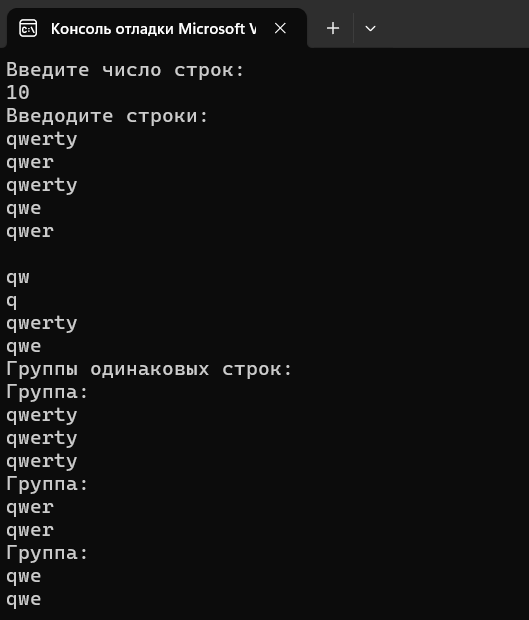 Консоль отладки Microsoft V
Введите число строк:
10
Введодите строки:
qwerty
qwer
qwerty
qwe
qwer

qw
q
qwerty
qwe
Группы одинаковых строк:
Группа:
qwerty
qwerty
qwerty
Группа:
qwer
qwer
Группа:
qwe
qwe